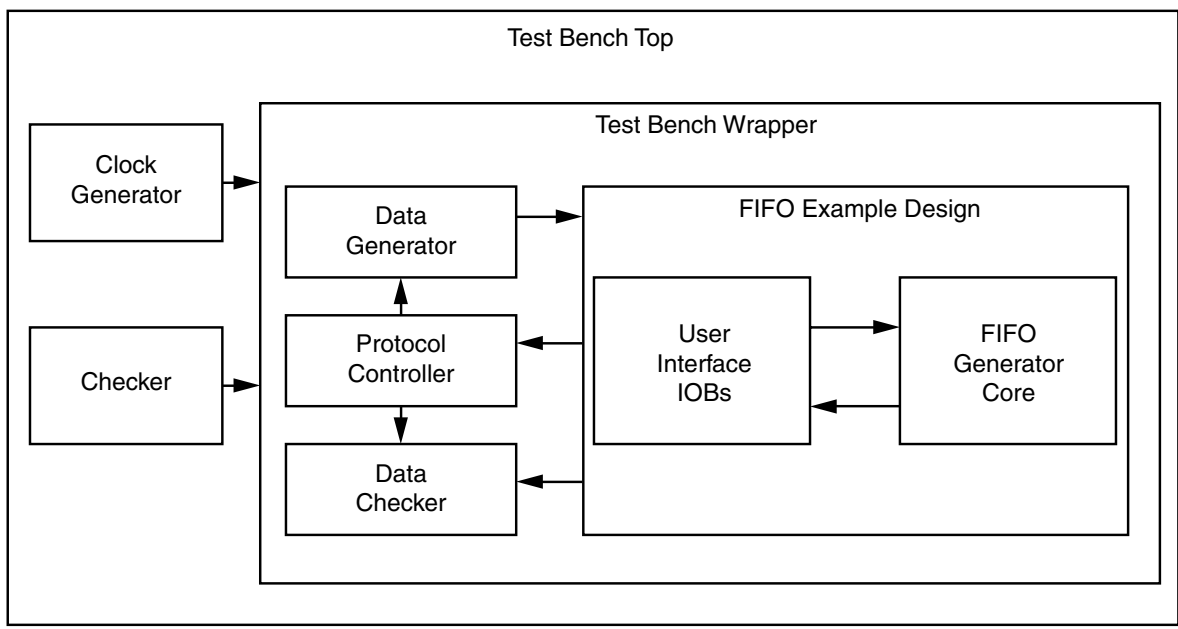 Test Bench Top
Test Bench Wrapper
Clock
Generator
Data
Generator
FIFO Example Design
Protocol
Controller
User
Interface
IOBs
FIFO
Generator
Core
Checker
Data
Checker